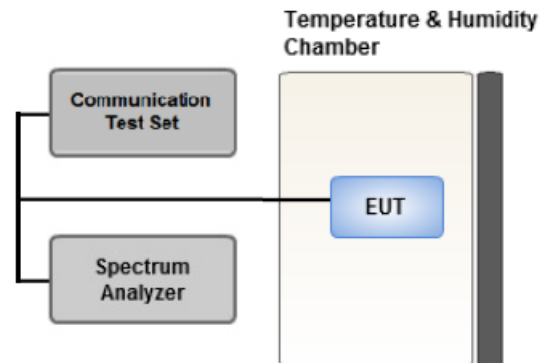 Temperature & Humidity
Chamber
Communication
Test Set
EUT
Spectrum
Analyzer